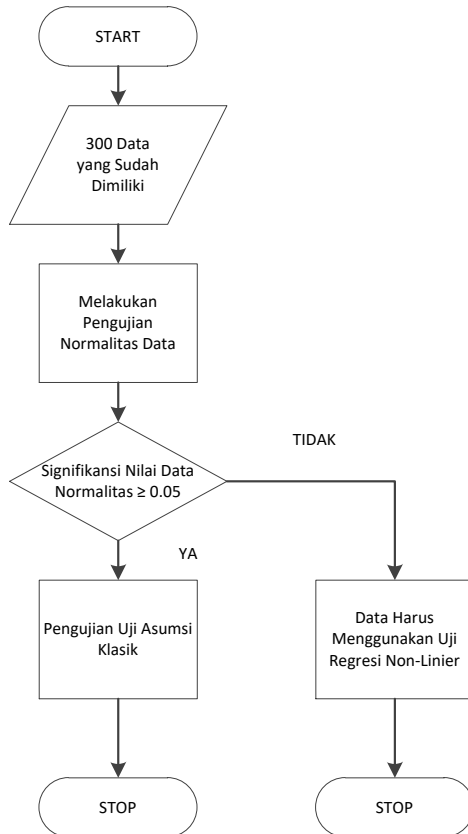 START
300 Data
yang Sudah
Dimiliki
Melakukan
Pengujian
Normalitas Data
Signifikansi Nilai Data
Normalitas ≥ 0.05
TIDAK
YA
Pengujian Uji Asumsi
Klasik
Data Harus
Menggunakan Uji
Regresi Non-Linier
STOP
STOP